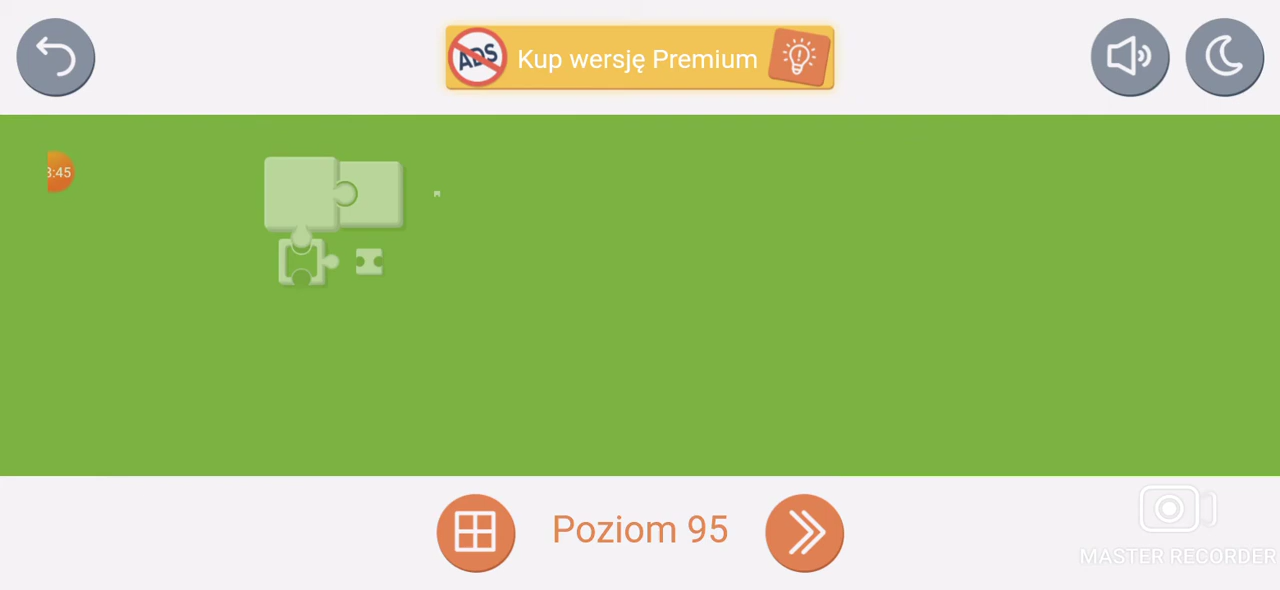 ADS
Kup wersję Premium
3:45
Poziom 95
MASTER RECORDER